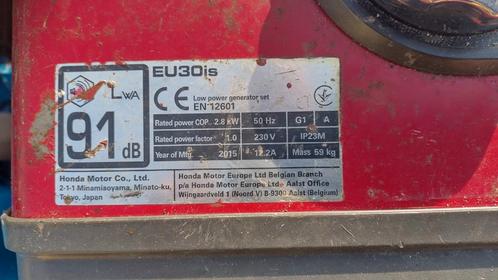 EU30is
LWA
91 dB
CE
Low power generator set
EN 12601
Rated power COP 2.8 kW 50 Hz G1 A
Rated power factor 1.0 230 V IP23M
Year of Mfg. 2015 12.2A Mass 59 kg
Honda Motor Co., Ltd.
2-1-1 Minamiaoyama, Minato-ku,
Tokyo, Japan
Honda Motor Europe Ltd Belgian Branch
p/a Honda Motor Europe Ltd Aalst Office
Wijngaardveld 1 (Noord V) B-9300 Aalst (Belgium)